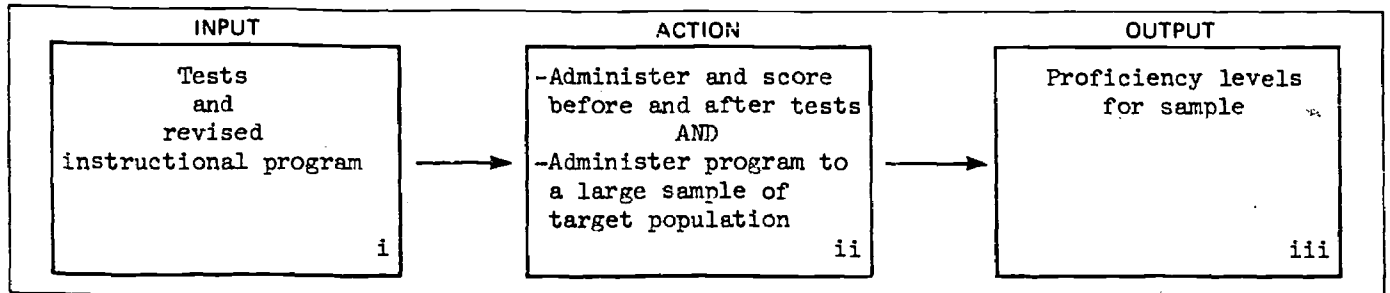 INPUT
Tests
and
revised
instructional program
i
ACTION
-Administer and score
before and after tests
AND
-Administer program to
a large sample of
target population
ii
OUTPUT
Proficiency levels
for sample
iii